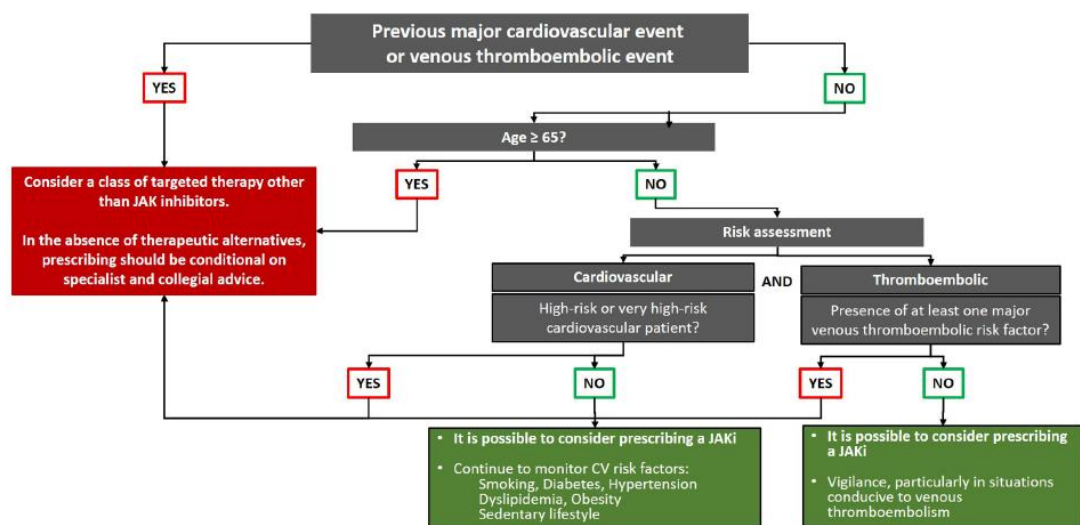 Previous major cardiovascular event
or venous thromboembolic event
YES
NO
Age ≥ 65?
YES
NO
Consider a class of targeted therapy other
than JAK inhibitors.
In the absence of therapeutic alternatives,
prescribing should be conditional on
specialist and collegial advice.
Risk assessment
Cardiovascular
AND
Thromboembolic
High-risk or very high-risk
cardiovascular patient?
Presence of at least one major
venous thromboembolic risk factor?
YES
NO
YES
NO
• It is possible to consider prescribing a JAKi
• Continue to monitor CV risk factors:
Smoking, Diabetes, Hypertension
Dyslipidemia, Obesity
Sedentary lifestyle
• It is possible to consider prescribing
a JAKi
• Vigilance, particularly in situations
conducive to venous
thromboembolism